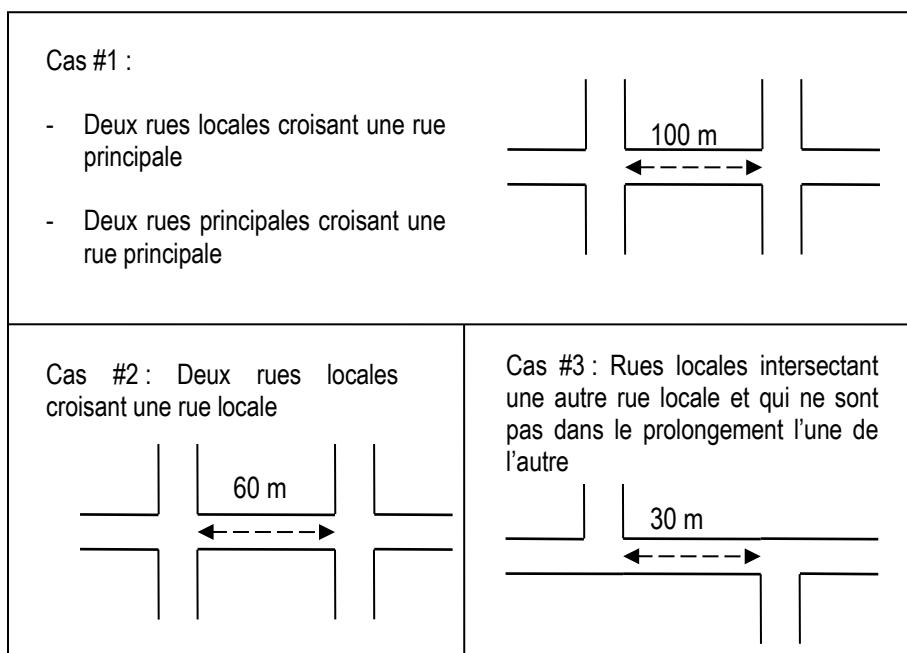 Cas #1 :
- Deux rues locales croisant une rue
principale
- Deux rues principales croisant une
rue principale
100 m
Cas #2 : Deux rues locales
croisant une rue locale
60 m
Cas #3 : Rues locales intersectant
une autre rue locale et qui ne sont
pas dans le prolongement l’une de
l’autre
30 m